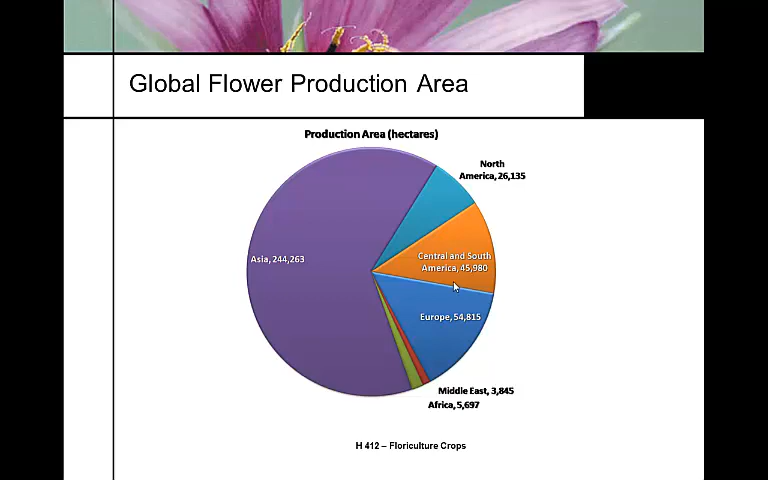 Global Flower Production Area
Production Area (hectares)
North
America, 26,135
Asia, 244,263
Central and South
America, 45,980
Europe, 54,815
Middle East, 3,845
Africa, 5,697
H 412 – Floriculture Crops